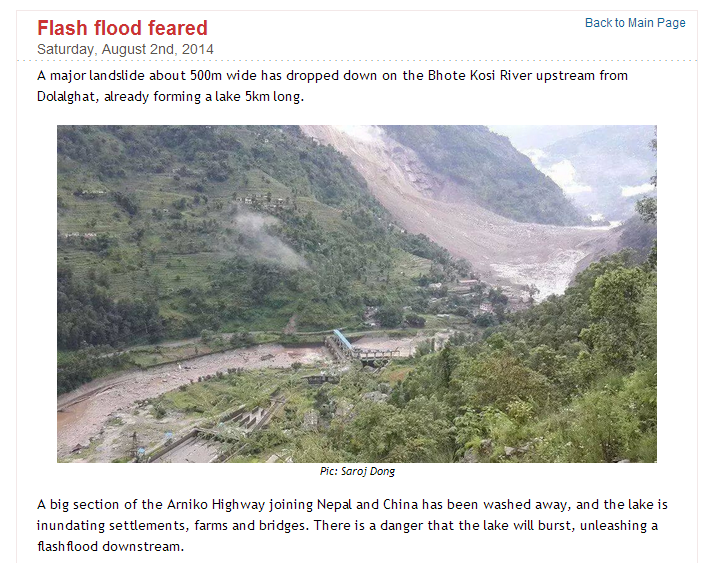 Flash flood feared
Back to Main Page
Saturday, August 2nd, 2014
A major landslide about 500m wide has dropped down on the Bhote Kosi River upstream from
Dolalghat, already forming a lake 5km long.
Pic: Saroj Dong
A big section of the Arniko Highway joining Nepal and China has been washed away, and the lake is
inundating settlements, farms and bridges. There is a danger that the lake will burst, unleashing a
flashflood downstream.